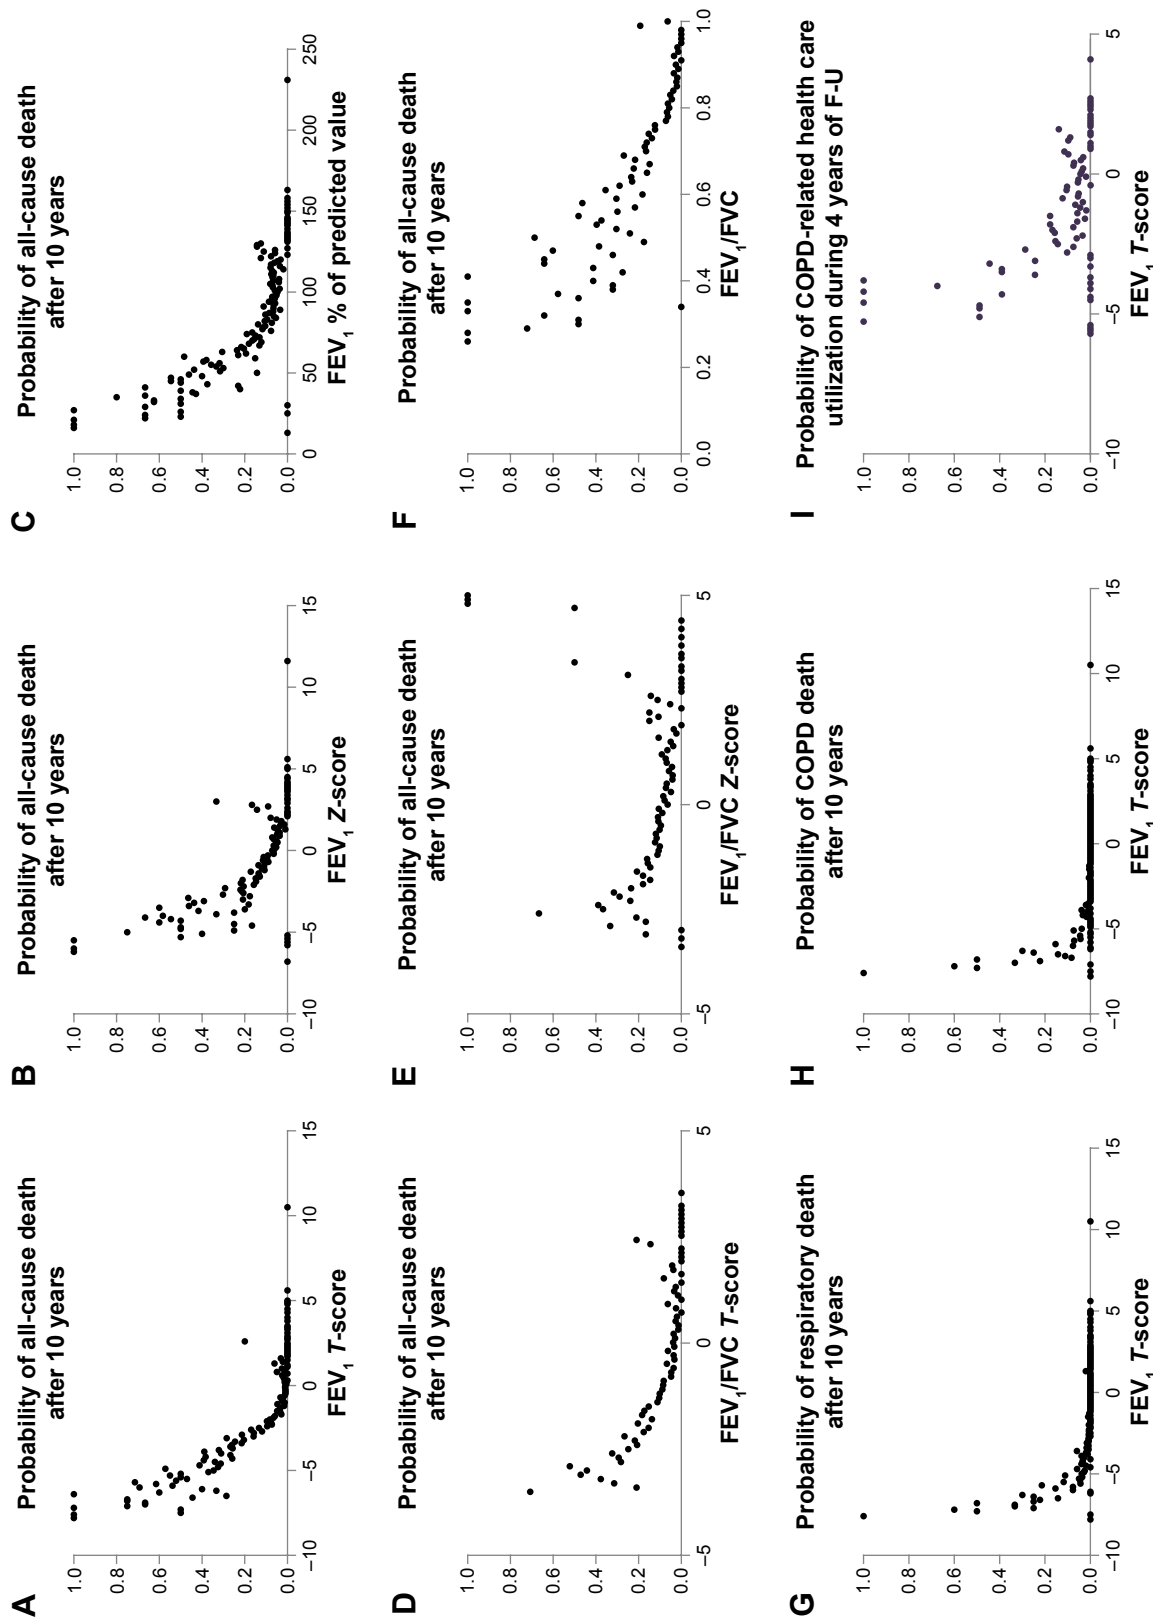 A
Probability of all-cause death
after 10 years
1.0
0.8
0.6
0.4
0.2
0.0
–10
–5
0
5
10
15
FEV1 T-score
B
Probability of all-cause death
after 10 years
1.0
0.8
0.6
0.4
0.2
0.0
–10
–5
0
5
10
15
FEV1 Z-score
C
Probability of all-cause death
after 10 years
1.0
0.8
0.6
0.4
0.2
0.0
0
50
100
150
200
250
FEV1 % of predicted value
D
Probability of all-cause death
after 10 years
1.0
0.8
0.6
0.4
0.2
0.0
–5
0
5
FEV1/FVC T-score
E
Probability of all-cause death
after 10 years
1.0
0.8
0.6
0.4
0.2
0.0
–5
0
5
FEV1/FVC Z-score
F
Probability of all-cause death
after 10 years
1.0
0.8
0.6
0.4
0.2
0.0
0.0
0.2
0.4
0.6
0.8
1.0
FEV1/FVC
G
Probability of respiratory death
after 10 years
1.0
0.8
0.6
0.4
0.2
0.0
–10
–5
0
5
10
15
FEV1 T-score
H
Probability of COPD death
after 10 years
1.0
0.8
0.6
0.4
0.2
0.0
–10
–5
0
5
10
15
FEV1 T-score
I
Probability of COPD-related health care
utilization during 4 years of F-U
1.0
0.8
0.6
0.4
0.2
0.0
–10
–5
0
5
FEV1 T-score